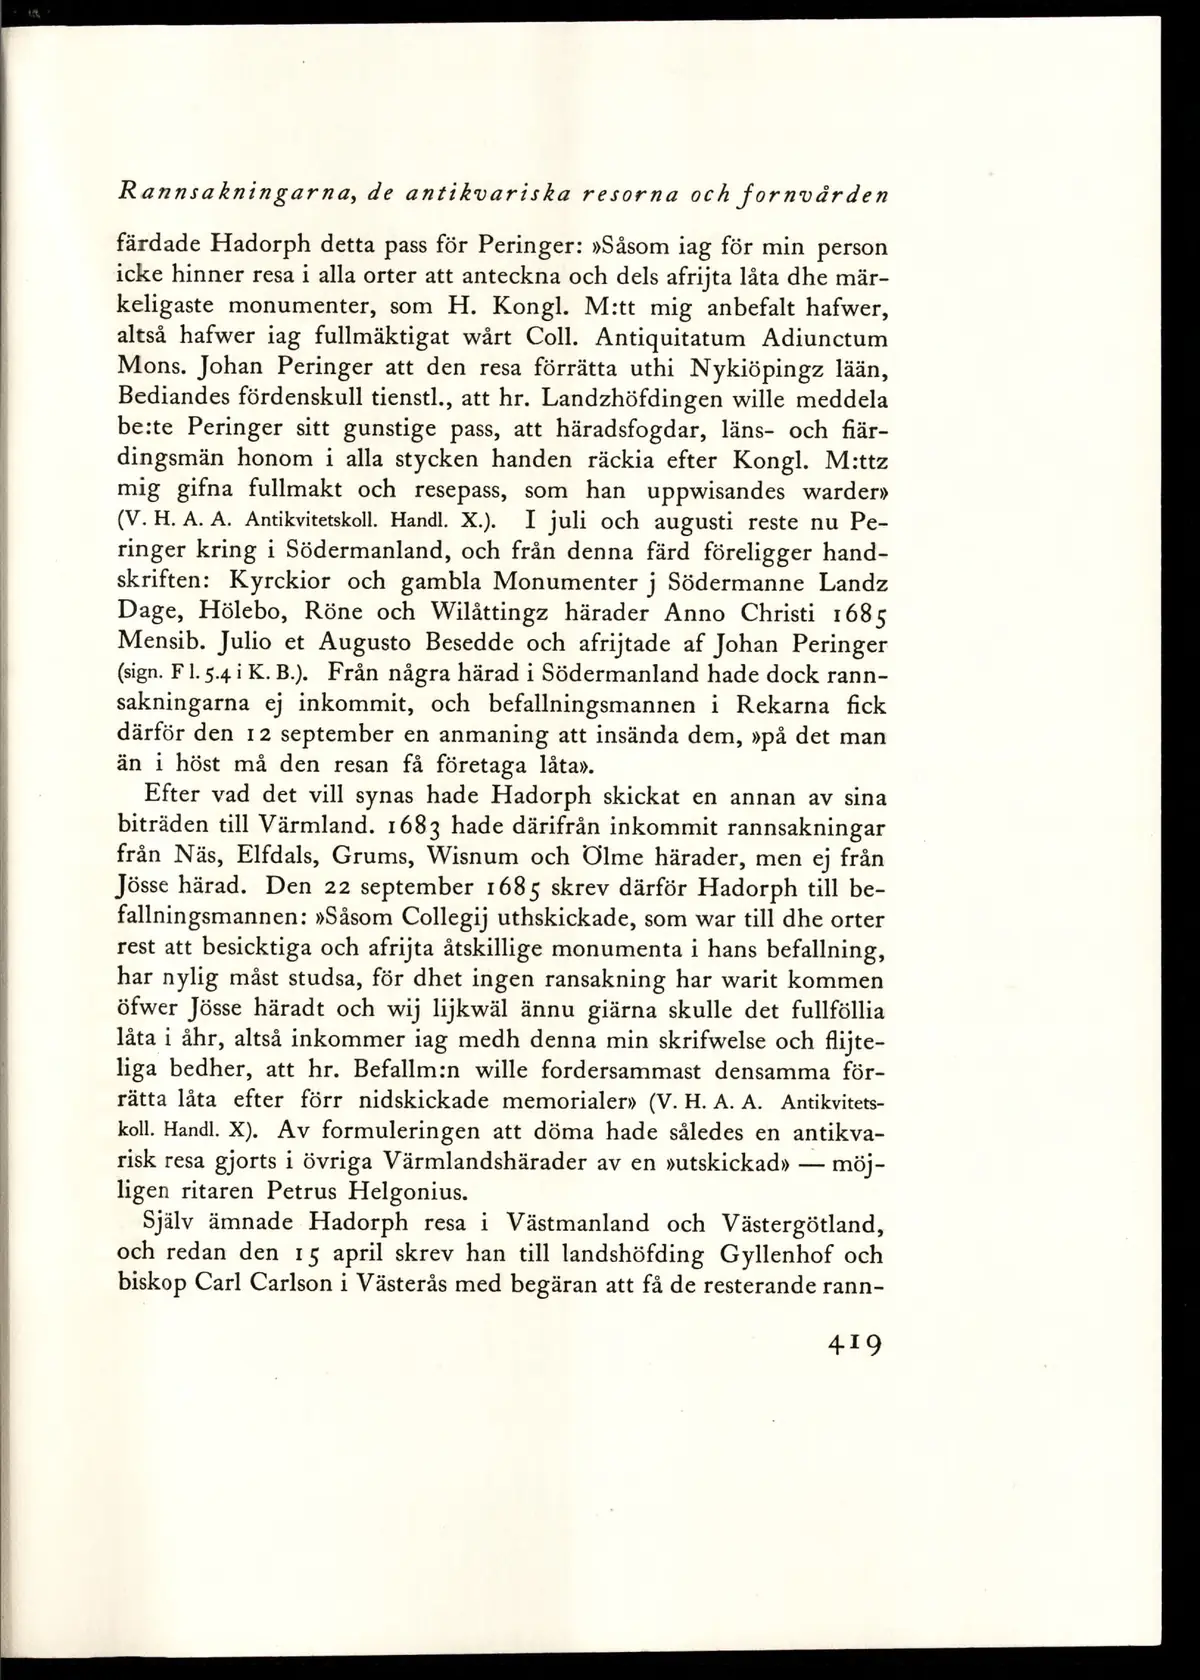 Rannsakningarna, de antikvariska resorna och fornvården
färdade Hadorph detta pass för Peringer: »Såsom iag för min person
icke hinner resa i alla orter att anteckna och dels afrijta låta dhe mär-
keligaste monumenter, som H. Kongl. M:tt mig anbefalt hafwer,
altså hafwer iag fullmäktigat wårt Coll. Antiquitatum Adiunctum
Mons. Johan Peringer att den resa förrätta uthi Nykiöpingz lään,
Bediandes fördenskull tienstl., att hr. Landzhöfdingen wille meddela
be:te Peringer sitt gunstige pass, att häradsfogdar, läns- och fiär-
dingsmän honom i alla stycken handen räckia efter Kongl. M:ttz
mig gifna fullmakt och resepass, som han uppwisandes warder»
(V. H. A. A. Antikvitetskoll. Handl. X.). I juli och augusti reste nu Pe-
ringer kring i Södermanland, och från denna färd föreligger hand-
skriften: Kyrckior och gambla Monumenter j Södermanne Landz
Dage, Hölebo, Röne och Wilåttingz härader Anno Christi 1685
Mensib. Julio et Augusto Besedde och afrijtade af Johan Peringer
(sign. F l. 5.4 i K. B.). Från några härad i Södermanland hade dock rann-
sakningarna ej inkommit, och befallningsmannen i Rekarna fick
därför den 12 september en anmaning att insända dem, »på det man
än i höst må den resan få företaga låta».
Efter vad det vill synas hade Hadorph skickat en annan av sina
biträden till Värmland. 1683 hade därifrån inkommit rannsakningar
från Näs, Elfdals, Grums, Wisnum och Ölme härader, men ej från
Jösse härad. Den 22 september 1685 skrev därför Hadorph till be-
fallningsmannen: »Såsom Collegij uthskickade, som war till dhe orter
rest att besicktiga och afrijta åtskillige monumenta i hans befallning,
har nylig måst studsa, för dhet ingen ransakning har warit kommen
öfwer Jösse häradt och wij lijkwäl ännu giärna skulle det fullföllia
låta i åhr, altså inkommer iag medh denna min skrifwelse och flijte-
liga bedher, att hr. Befallm:n wille fordersammast densamma för-
rätta låta efter förr nidskickade memorialer» (V. H. A. A. Antikvitets-
koll. Handl. X). Av formuleringen att döma hade således en antikva-
risk resa gjorts i övriga Värmlandshärader av en »utskickad» — möj-
ligen ritaren Petrus Helgonius.
Själv ämnade Hadorph resa i Västmanland och Västergötland,
och redan den 15 april skrev han till landshöfding Gyllenhof och
biskop Carl Carlson i Västerås med begäran att få de resterande rann-
419